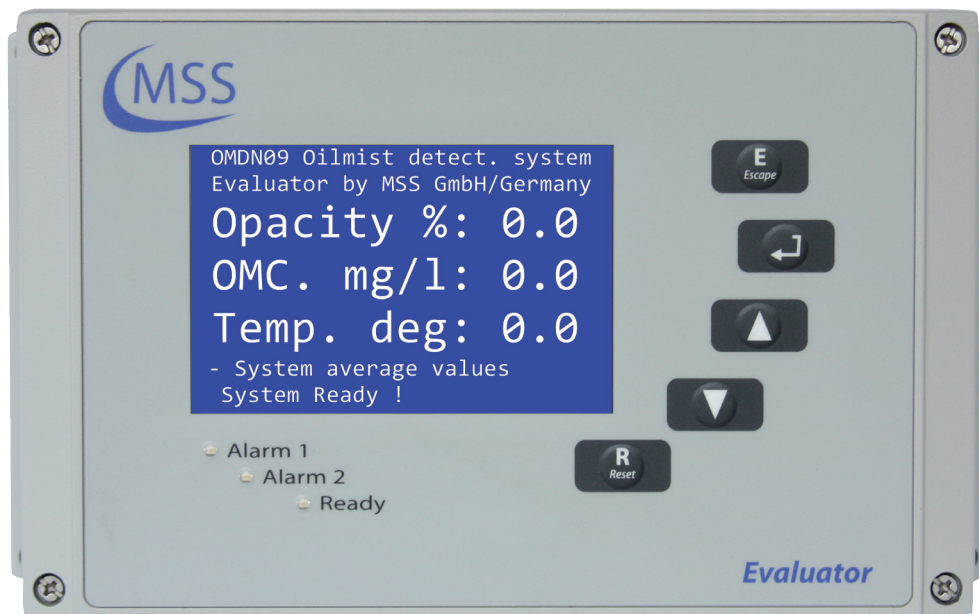 MSS
OMDN09 Oilmist detect. system
Evaluator by MSS GmbH/Germany
Opacity %: 0.0
OMC. mg/l: 0.0
Temp. deg: 0.0
- System average values
System Ready !
E
Escape
R
Reset
Alarm 1
Alarm 2
Ready
Evaluator